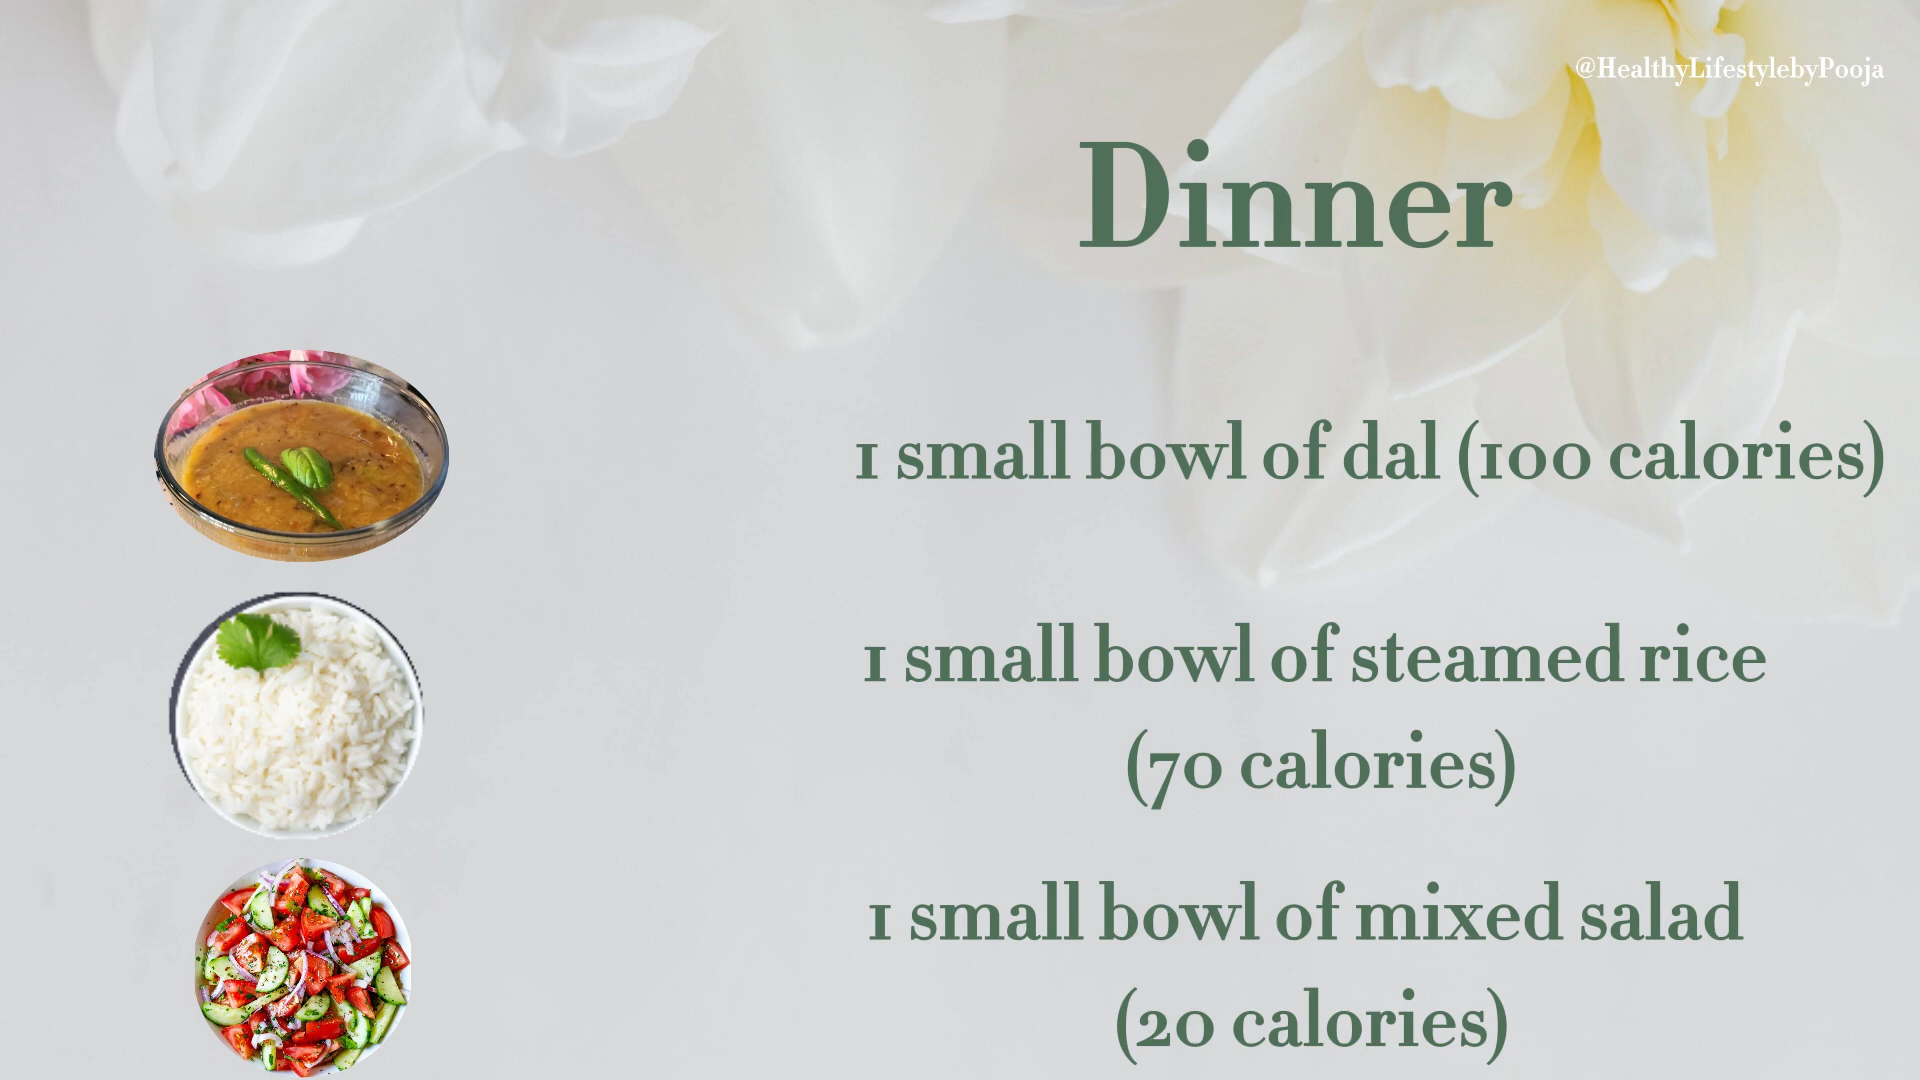 @HealthyLifestylebyPooja
Dinner
1 small bowl of dal (100 calories)
1 small bowl of steamed rice
(70 calories)
1 small bowl of mixed salad
(20 calories)